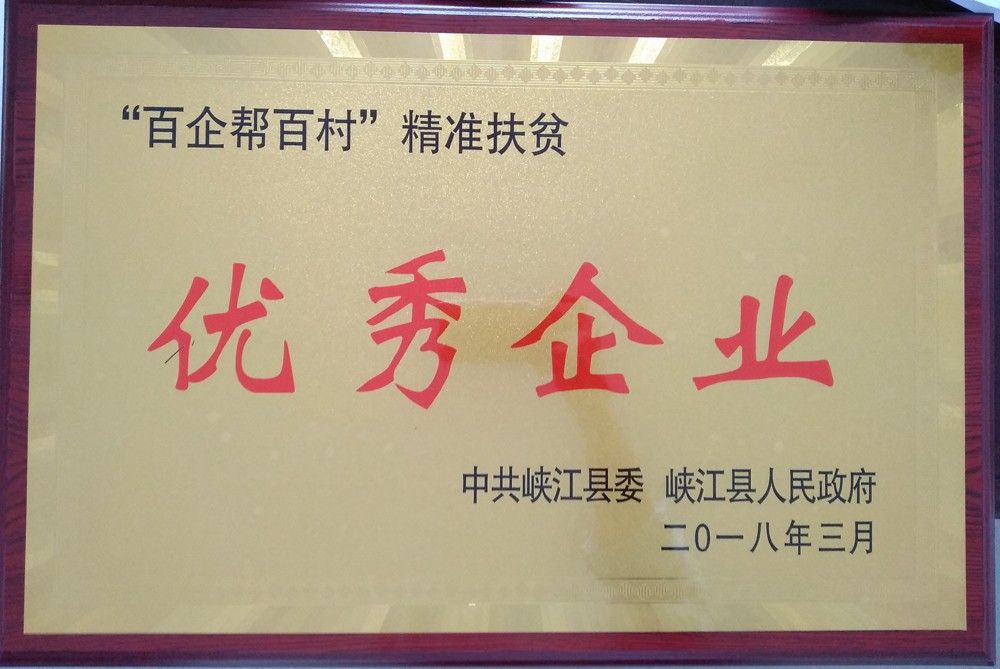 “百企帮百村”精准扶贫
优秀企业
中共峡江县委 峡江县人民政府
二0一八年三月